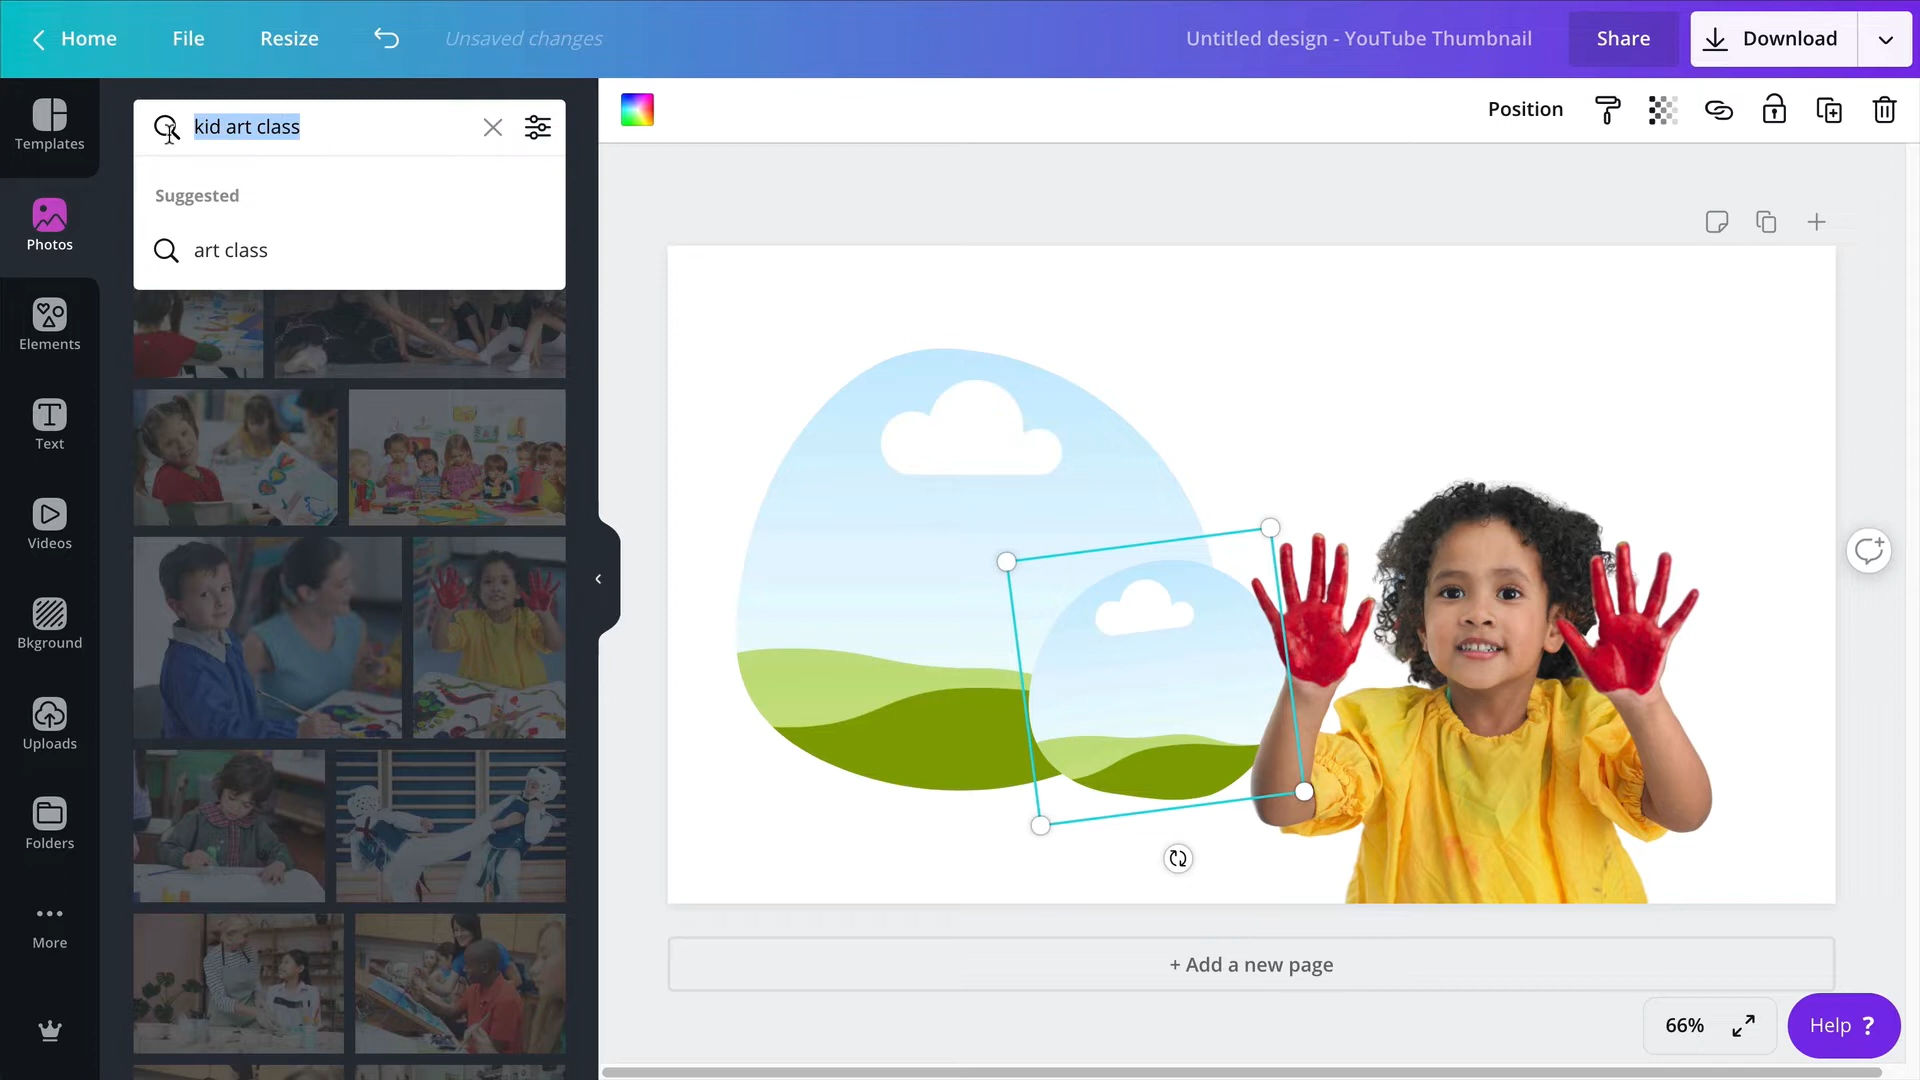 Home File Resize Unsaved changes Untitled design - YouTube Thumbnail Share Download
Templates
Photos
Elements
Text
Videos
Bkground
Uploads
Folders
More
kid art class
Suggested
art class
Position
+ Add a new page
66%
Help ?